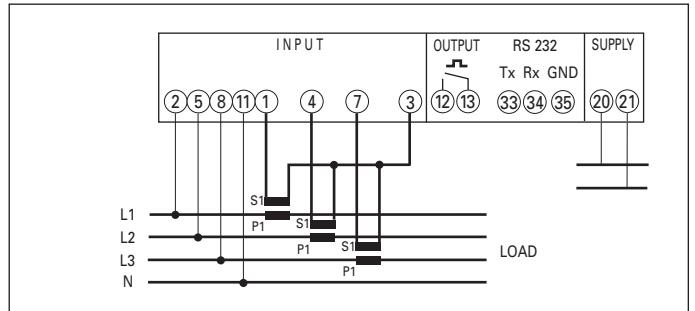 INPUT OUTPUT RS 232 SUPPLY
Tx Rx GND
2 5 8 11 1 4 7 3 12 13 33 34 35 20 21
S1
L1
P1 S1
L2
P1 S1
LOAD
L3
P1
N